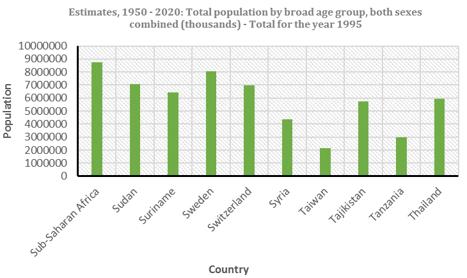 Estimates, 1950 - 2020: Total population by broad age group, both sexes
combined (thousands) - Total for the year 1995
Population
10000000
9000000
8000000
7000000
6000000
5000000
4000000
3000000
2000000
1000000
0
Sub-Saharan Africa
Sudan
Suriname
Sweden
Switzerland
Syria
Taiwan
Tajikistan
Tanzania
Thailand
Country